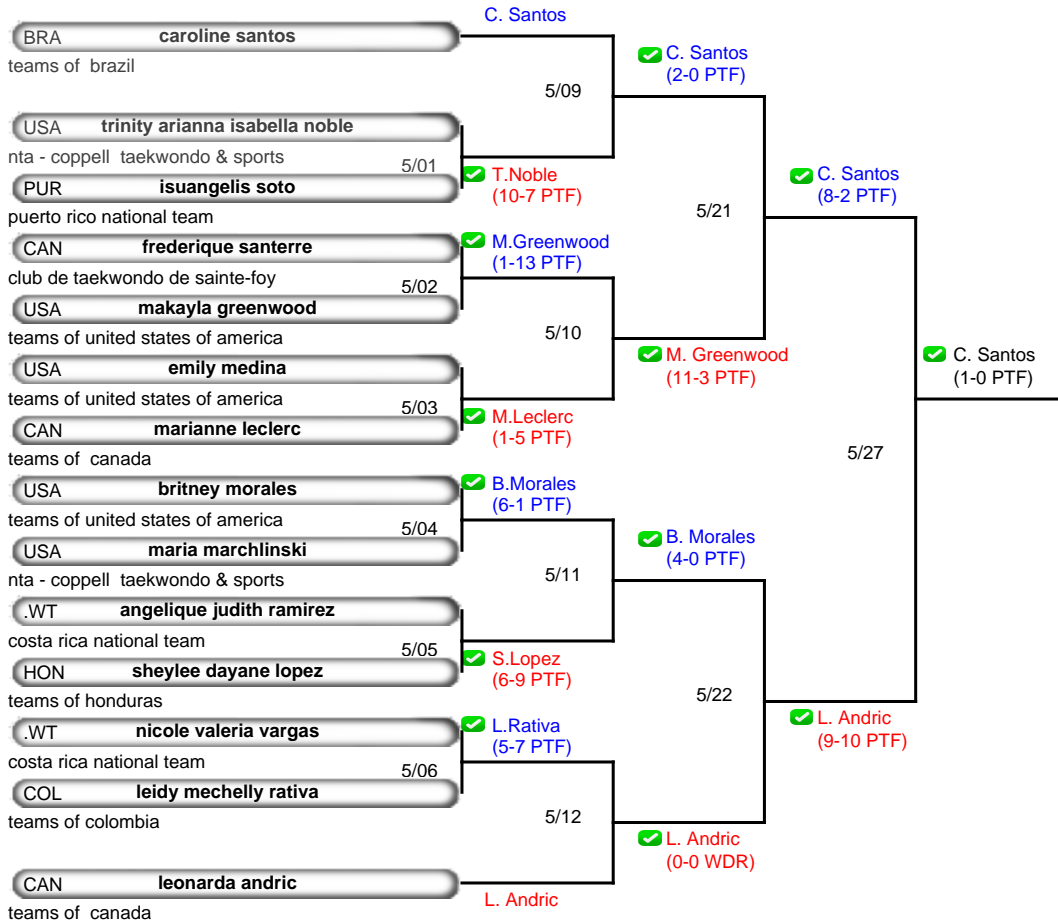 C. Santos
BRA caroline santos
teams of  brazil
C. Santos
(2-0 PTF)
5/09
USA trinity arianna isabella noble
nta - coppell  taekwondo & sports
5/01
T.Noble
(10-7 PTF)
PUR isuangelis soto
puerto rico national team
C. Santos
(8-2 PTF)
5/21
CAN frederique santerre
club de taekwondo de sainte-foy
5/02
M.Greenwood
(1-13 PTF)
USA makayla greenwood
teams of united states of america
5/10
M. Greenwood
(11-3 PTF)
C. Santos
(1-0 PTF)
USA emily medina
teams of united states of america
5/03
M.Leclerc
(1-5 PTF)
CAN marianne leclerc
teams of  canada
5/27
USA britney morales
teams of united states of america
5/04
B.Morales
(6-1 PTF)
USA maria marchlinski
nta - coppell  taekwondo & sports
B. Morales
(4-0 PTF)
5/11
.WT angelique judith ramirez
costa rica national team
5/05
S.Lopez
(6-9 PTF)
HON sheylee dayane lopez
teams of honduras
5/22
L. Andric
(9-10 PTF)
.WT nicole valeria vargas
costa rica national team
5/06
L.Rativa
(5-7 PTF)
COL leidy mechelly rativa
teams of colombia
5/12
L. Andric
(0-0 WDR)
CAN leonarda andric
teams of  canada
L. Andric